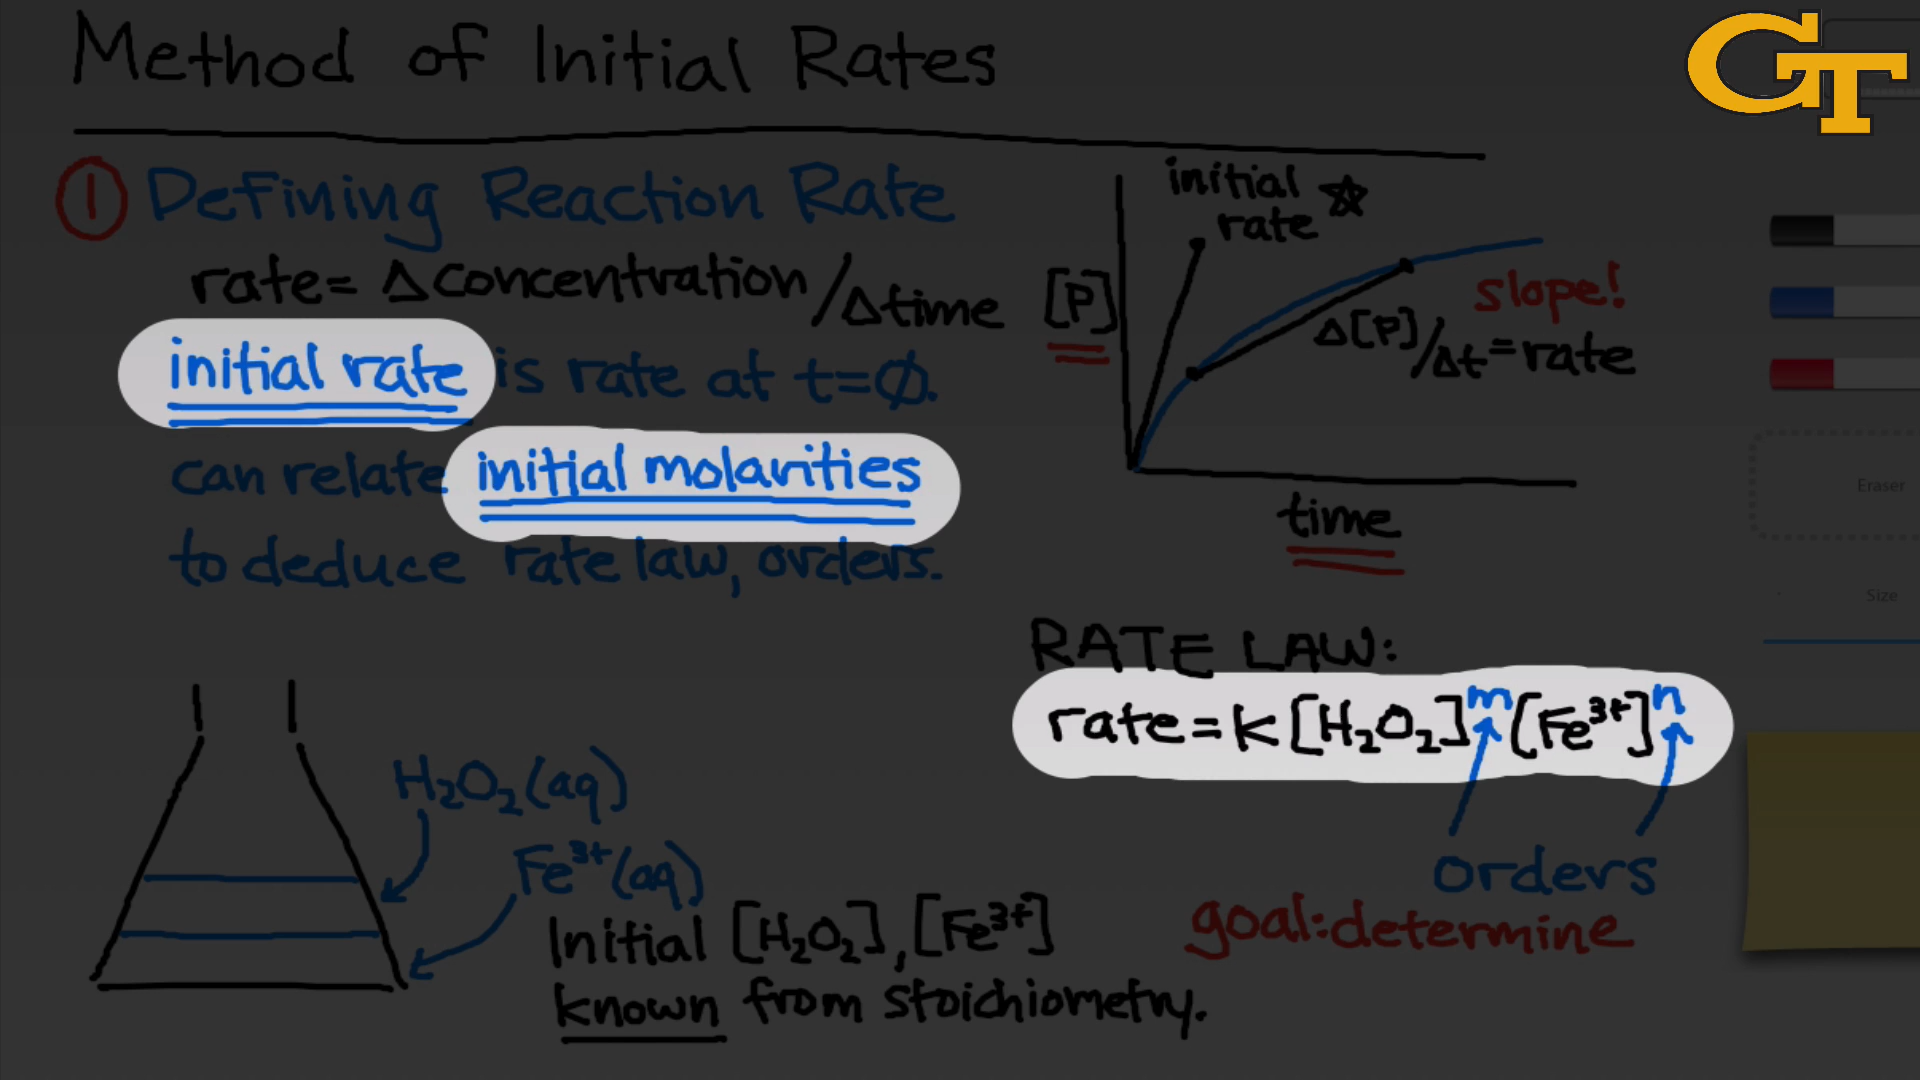 Method of Initial Rates
GT
① Defining Reaction Rate
rate = Δconcentration/Δtime
initial rate is rate at t=∅.
can relate initial molarities
to deduce rate law, orders.
initial
rate ☆
[P]
slope!
Δ[P]/Δt = rate
time
Eraser
Size
RATE LAW:
rate = k[H₂O₂]ᵐ[Fe³⁺]ⁿ
orders
goal: determine
H₂O₂(aq)
Fe³⁺(aq)
Initial [H₂O₂], [Fe³⁺]
known from stoichiometry.